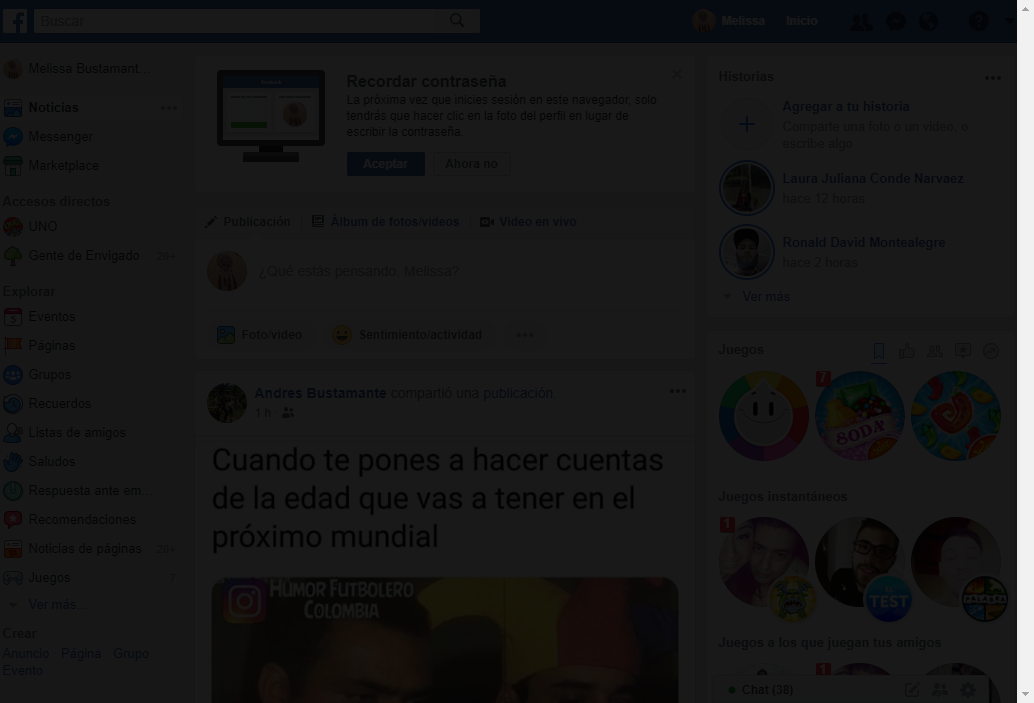 Buscar
Melissa
Inicio
Melissa Bustamant...
Noticias
Messenger
Marketplace
Accesos directos
UNO
Gente de Envigado 20+
Explorar
Eventos
Páginas
Grupos
Recuerdos
Listas de amigos
Saludos
Respuesta ante em...
Recomendaciones
Noticias de páginas 20+
Juegos 7
Ver más...
Crear
Anuncio Página Grupo
Evento
Recordar contraseña
La próxima vez que inicies sesión en este navegador, solo
tendrás que hacer clic en la foto del perfil en lugar de
escribir la contraseña.
Aceptar
Ahora no
Publicación
Álbum de fotos/videos
Video en vivo
¿Qué estás pensando, Melissa?
Foto/video
Sentimiento/actividad
Andres Bustamante compartió una publicación.
1 h
Cuando te pones a hacer cuentas
de la edad que vas a tener en el
próximo mundial
HUMOR FUTBOLERO
COLOMBIA
Historias
Agregar a tu historia
Comparte una foto o un video, o
escribe algo
Laura Juliana Conde Narvaez
hace 12 horas
Ronald David Montealegre
hace 2 horas
Ver más
Juegos
7
SODA
Juegos instantáneos
1
EL
TEST
PALASTA
Juegos a los que juegan tus amigos
1
Chat (38)